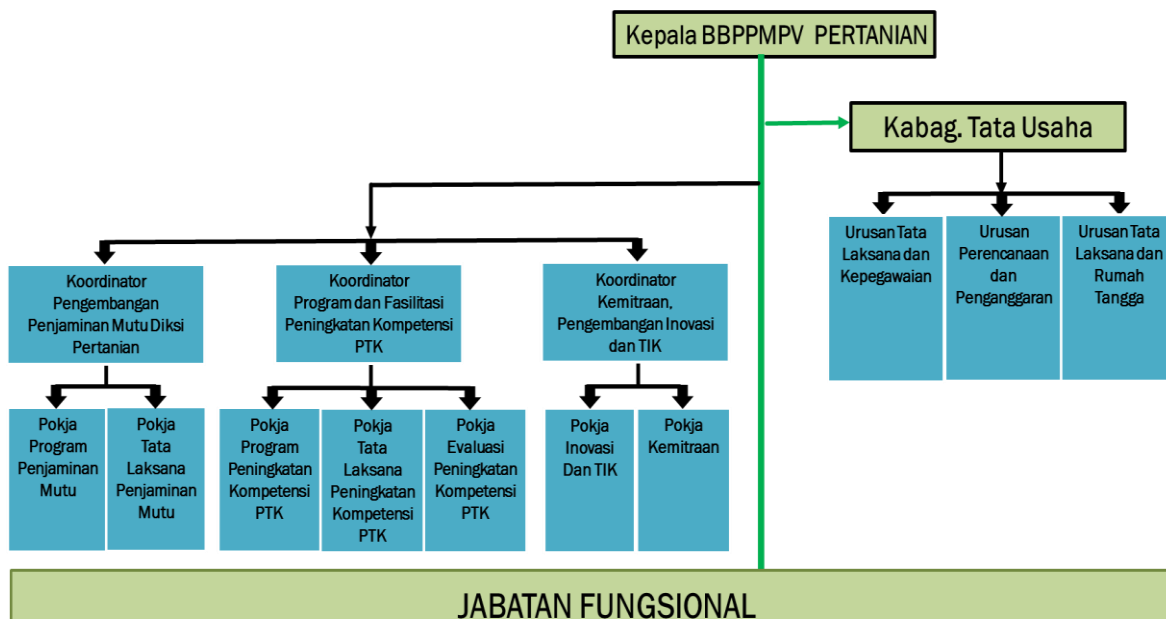 Kepala BBPPMPV PERTANIAN
Kabag. Tata Usaha
Urusan Tata
Laksana dan
Kepegawaian
Urusan
Perencanaan
dan
Penganggaran
Urusan Tata
Laksana dan
Rumah
Tangga
Koordinator
Pengembangan
Penjaminan Mutu Diksi
Pertanian
Koordinator
Program dan Fasilitasi
Peningkatan Kompetensi
PTK
Koordinator
Kemitraan,
Pengembangan Inovasi
dan TIK
Pokja
Program
Penjaminan
Mutu
Pokja
Tata
Laksana
Penjaminan
Mutu
Pokja
Program
Peningkatan
Kompetensi
PTK
Pokja
Tata
Laksana
Peningkatan
Kompetensi
PTK
Pokja
Evaluasi
Peningkatan
Kompetensi
PTK
Pokja
Inovasi
Dan TIK
Pokja
Kemitraan
JABATAN FUNGSIONAL